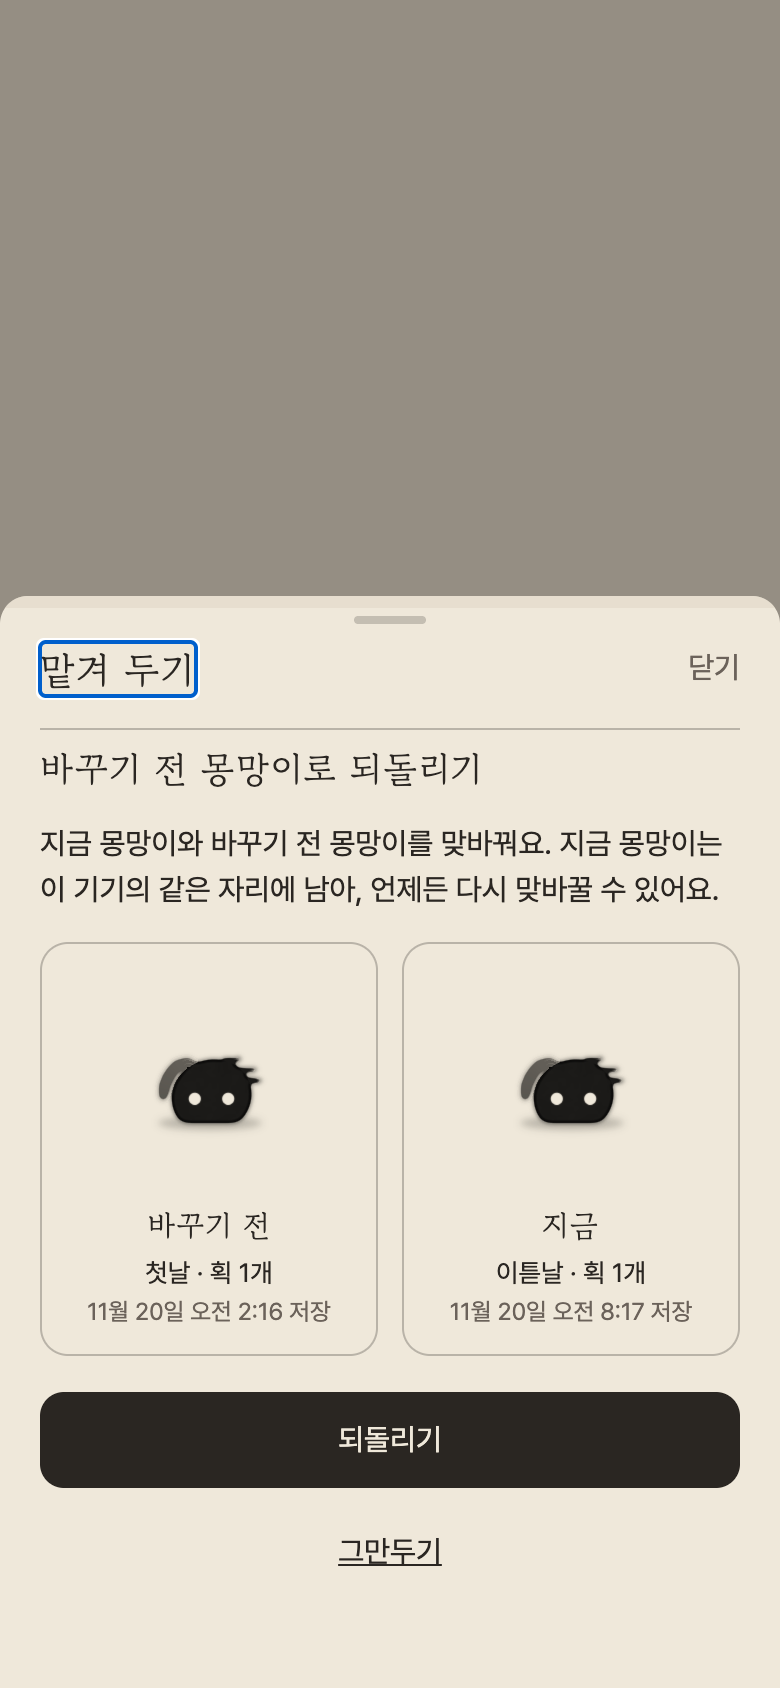 맡겨 두기
닫기
바꾸기 전 몽망이로 되돌리기
지금 몽망이와 바꾸기 전 몽망이를 맞바꿔요. 지금 몽망이는
이 기기의 같은 자리에 남아, 언제든 다시 맞바꿀 수 있어요.
바꾸기 전
첫날 · 획 1개
11월 20일 오전 2:16 저장
지금
이튿날 · 획 1개
11월 20일 오전 8:17 저장
되돌리기
그만두기